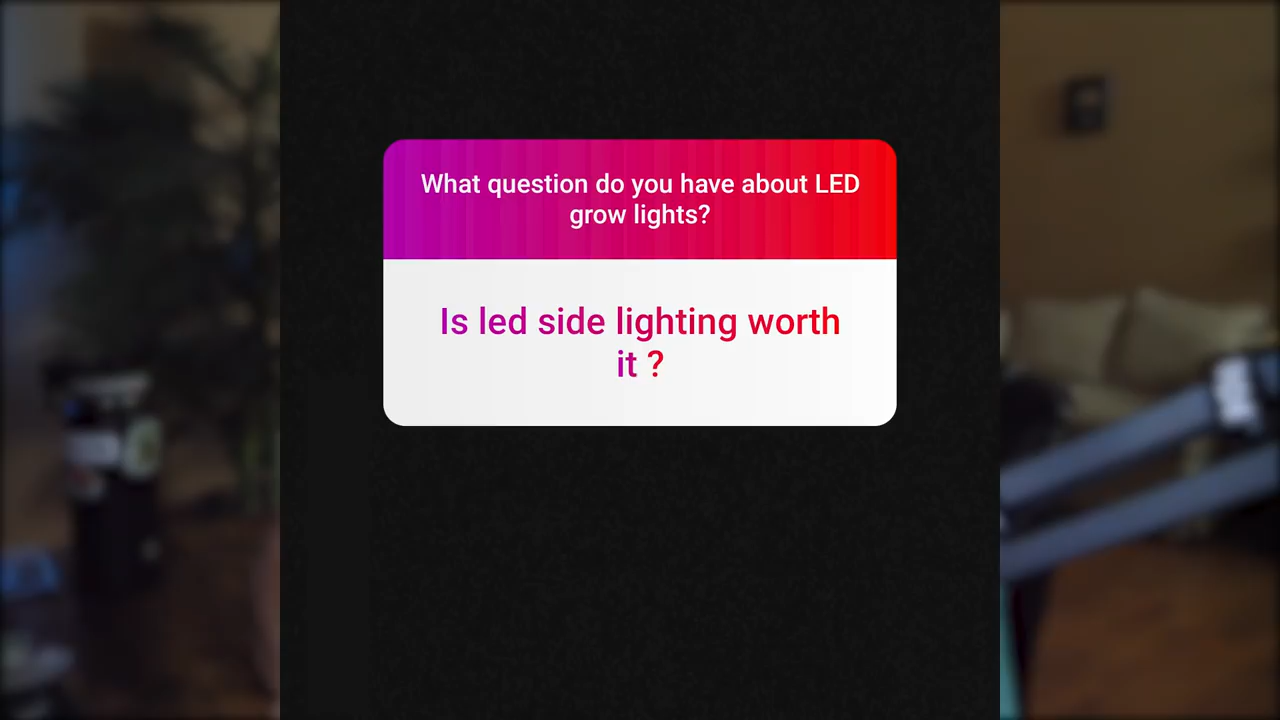 What question do you have about LED
grow lights?
Is led side lighting worth
it ?